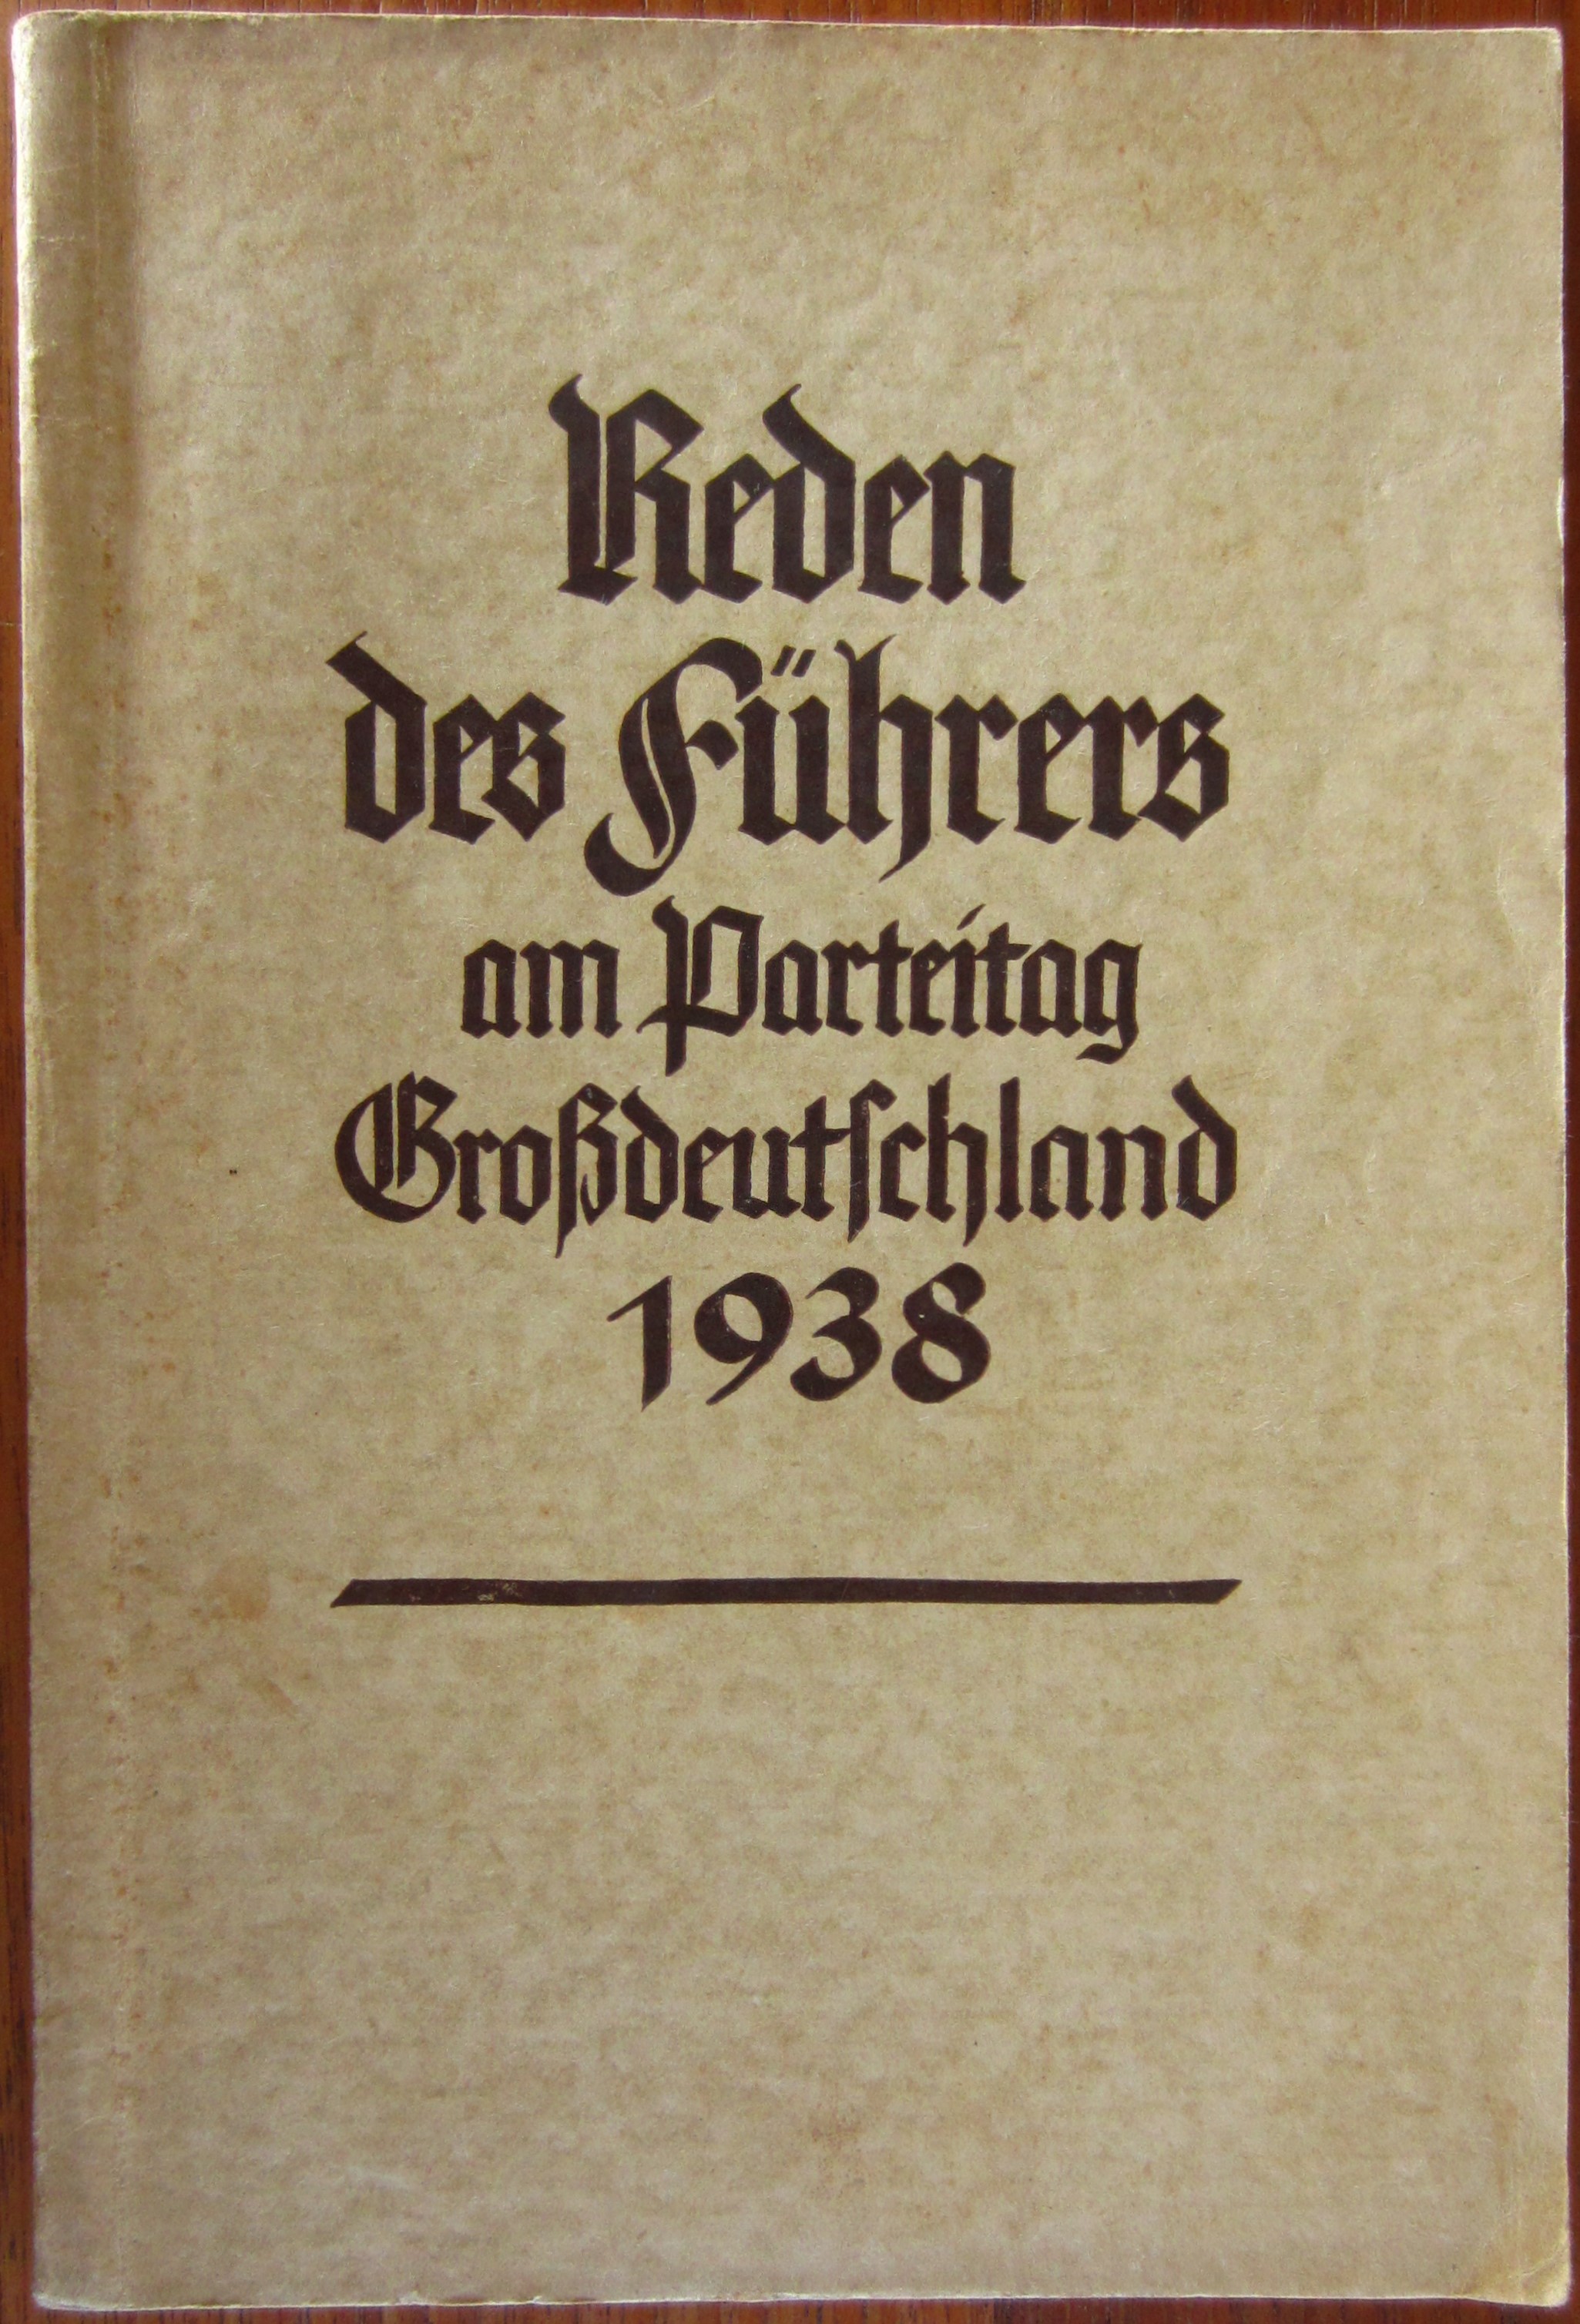 Reden
des Führers
am Parteitag
Großdeutſchland
1938